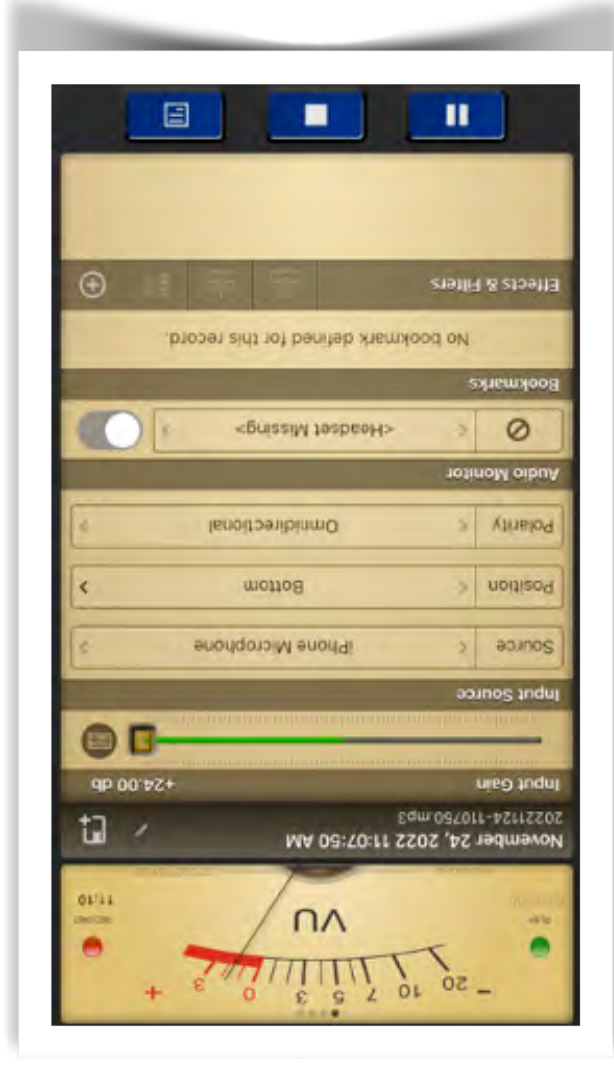 - 20 10 7 5 3 0 3 +
VU
PLAY
RECORD
11:10
November 24, 2022 11:07:50 AM
20221124-110750.mp3
Input Gain
+24.00 db
Input Source
Source < iPhone Microphone >
Position < Bottom >
Polarity < Omnidirectional >
Audio Monitor
< <Headset Missing> >
Bookmarks
No bookmark defined for this record.
Effects & Filters